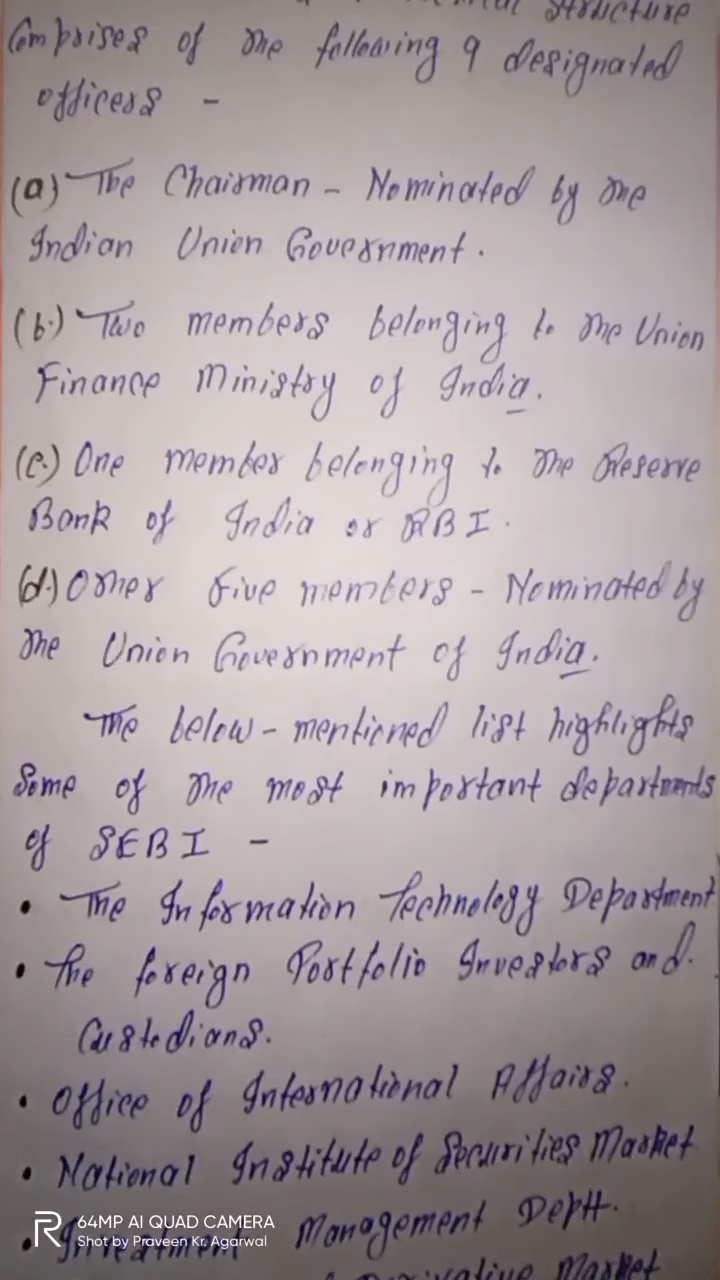 structure
Comprises of the following 9 designated
officers -
(a) The Chairman - Nominated by the
Indian Union Government.
(b.) Two members belonging to the Union
Finance Ministry of India.
(c.) One member belonging to the Reserve
Bank of India or RBI.
(d.) Other five members - Nominated by
the Union Government of India.
The below-mentioned list highlights
Some of the most important departments
of SEBI -
• The Information Technology Department
• The foreign Portfolio Investors and.
Custodians.
• Office of International Affairs.
• National Institute of Securities Market
• Investment Management Deptt.
Derivative Market
64MP AI QUAD CAMERA
Shot by Praveen Kr. Agarwal